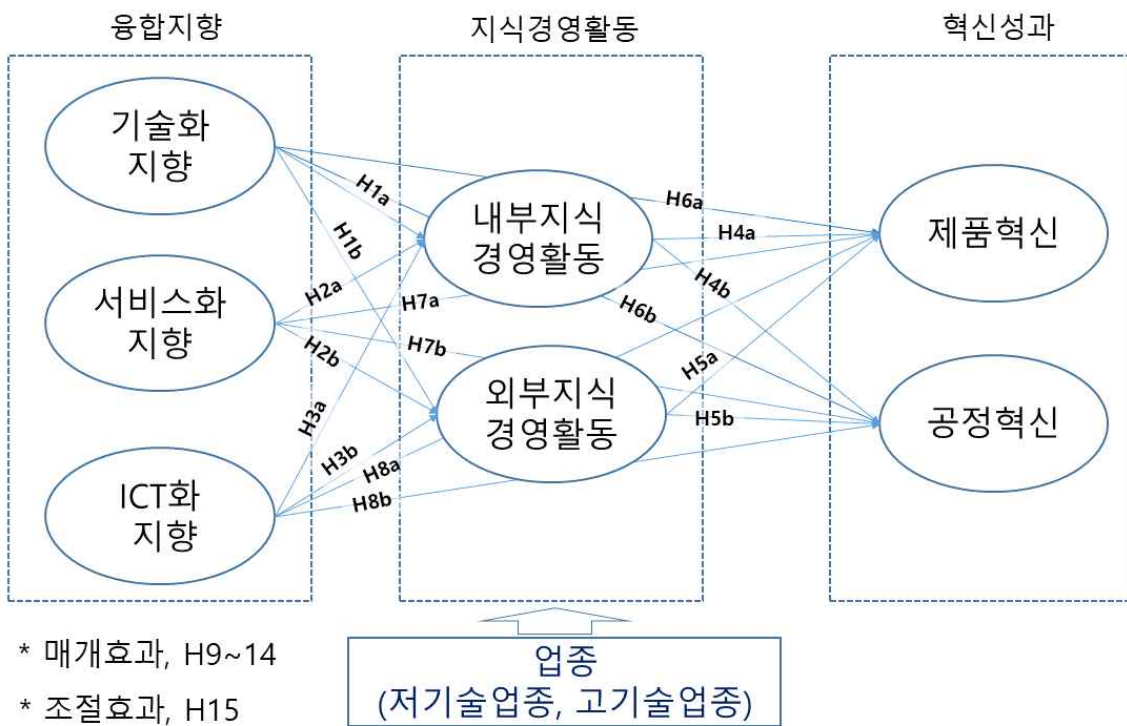 융합지향
지식경영활동
혁신성과
기술화
지향
서비스화
지향
ICT화
지향
H1a
H1b
H2a
H7a
H7b
H2b
H3a
H3b
H8a
H8b
내부지식
경영활동
외부지식
경영활동
H6a
H4a
H4b
H6b
H5a
H5b
제품혁신
공정혁신
* 매개효과, H9~14
* 조절효과, H15
업종
(저기술업종, 고기술업종)